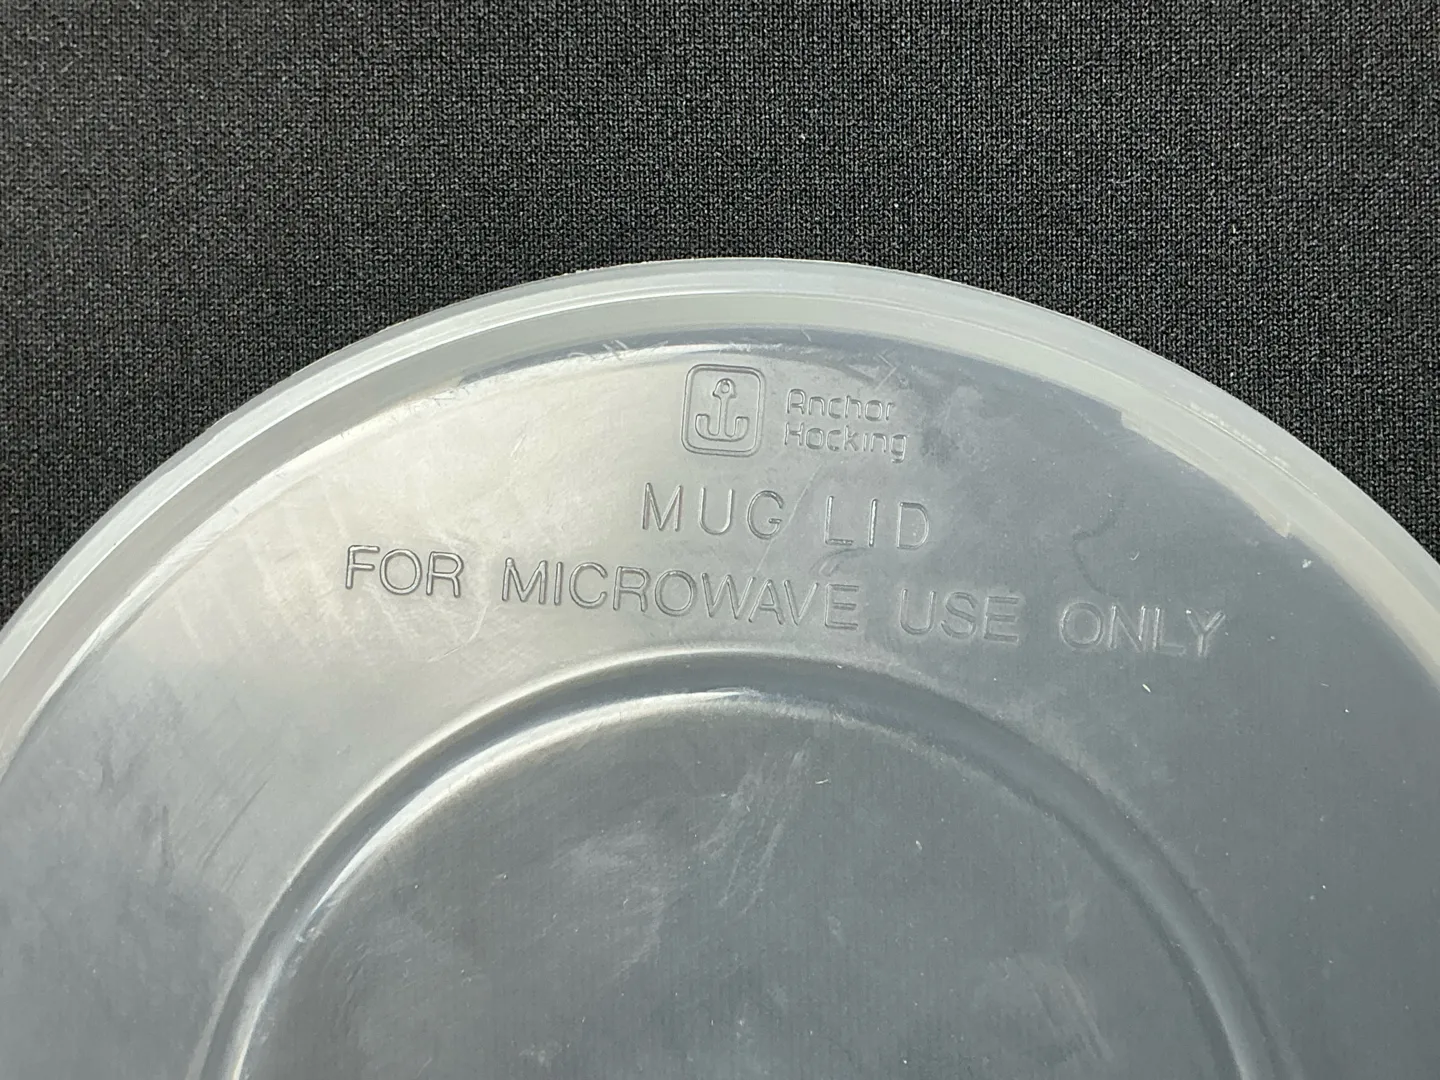 Anchor
Hocking
MUG LID
FOR MICROWAVE USE ONLY